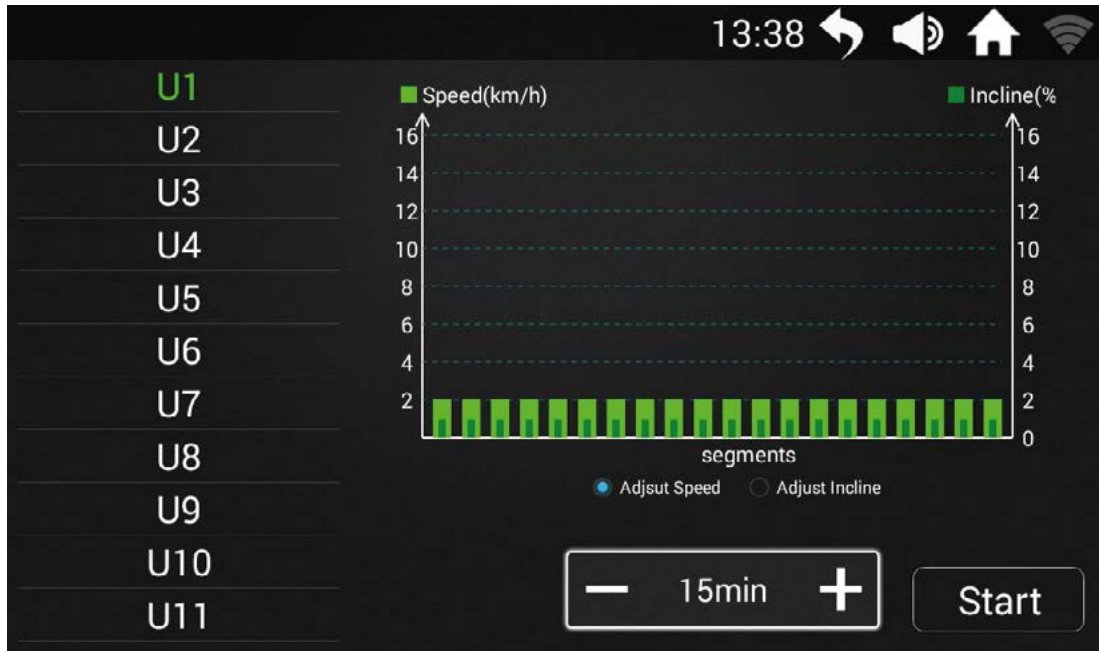 13:38
U1
U2
U3
U4
U5
U6
U7
U8
U9
U10
U11
Speed(km/h)
Incline(%
16
14
12
10
8
6
4
2
16
14
12
10
8
6
4
2
0
segments
Adjsut Speed
Adjust Incline
15min
Start